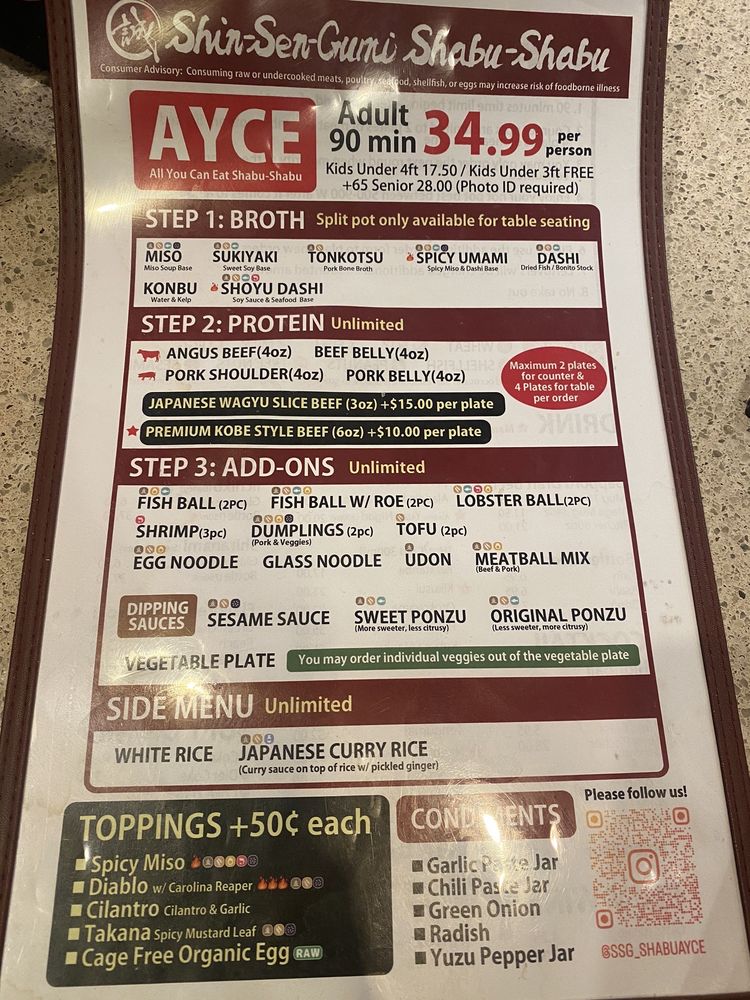 誠 Shin-Sen-Gumi Shabu-Shabu
Consumer Advisory: Consuming raw or undercooked meats, poultry, seafood, shellfish, or eggs may increase risk of foodborne illness
AYCE
All You Can Eat Shabu-Shabu
Adult
90 min 34.99 per person
Kids Under 4ft 17.50 / Kids Under 3ft FREE
+65 Senior 28.00 (Photo ID required)
STEP 1: BROTH Split pot only available for table seating
MISO SUKIYAKI TONKOTSU SPICY UMAMI DASHI
Miso Soup Base Sweet Soy Base Pork Bone Broth Spicy Miso & Dashi Base Dried Fish / Bonito Stock
KONBU SHOYU DASHI
Water & Kelp Soy Sauce & Seafood Base
STEP 2: PROTEIN Unlimited
ANGUS BEEF(4oz) BEEF BELLY(4oz)
PORK SHOULDER(4oz) PORK BELLY(4oz)
Maximum 2 plates
for counter &
4 Plates for table
per order
JAPANESE WAGYU SLICE BEEF (3oz) +$15.00 per plate
PREMIUM KOBE STYLE BEEF (6oz) +$10.00 per plate
STEP 3: ADD-ONS Unlimited
FISH BALL (2PC) FISH BALL W/ ROE (2PC) LOBSTER BALL(2PC)
SHRIMP(3pc) DUMPLINGS (2pc) TOFU (2pc)
(Pork & Veggies)
EGG NOODLE GLASS NOODLE UDON MEATBALL MIX
(Beef & Pork)
DIPPING
SAUCES
SESAME SAUCE SWEET PONZU ORIGINAL PONZU
(More sweeter, less citrusy) (Less sweeter, more citrusy)
VEGETABLE PLATE You may order individual veggies out of the vegetable plate
SIDE MENU Unlimited
WHITE RICE JAPANESE CURRY RICE
(Curry sauce on top of rice w/ pickled ginger)
TOPPINGS +50¢ each
Spicy Miso
Diablo w/ Carolina Reaper
Cilantro Cilantro & Garlic
Takana Spicy Mustard Leaf
Cage Free Organic Egg RAW
CONDIMENTS
Garlic Paste Jar
Chili Paste Jar
Green Onion
Radish
Yuzu Pepper Jar
Please follow us!
@SSG_SHABUAYCE